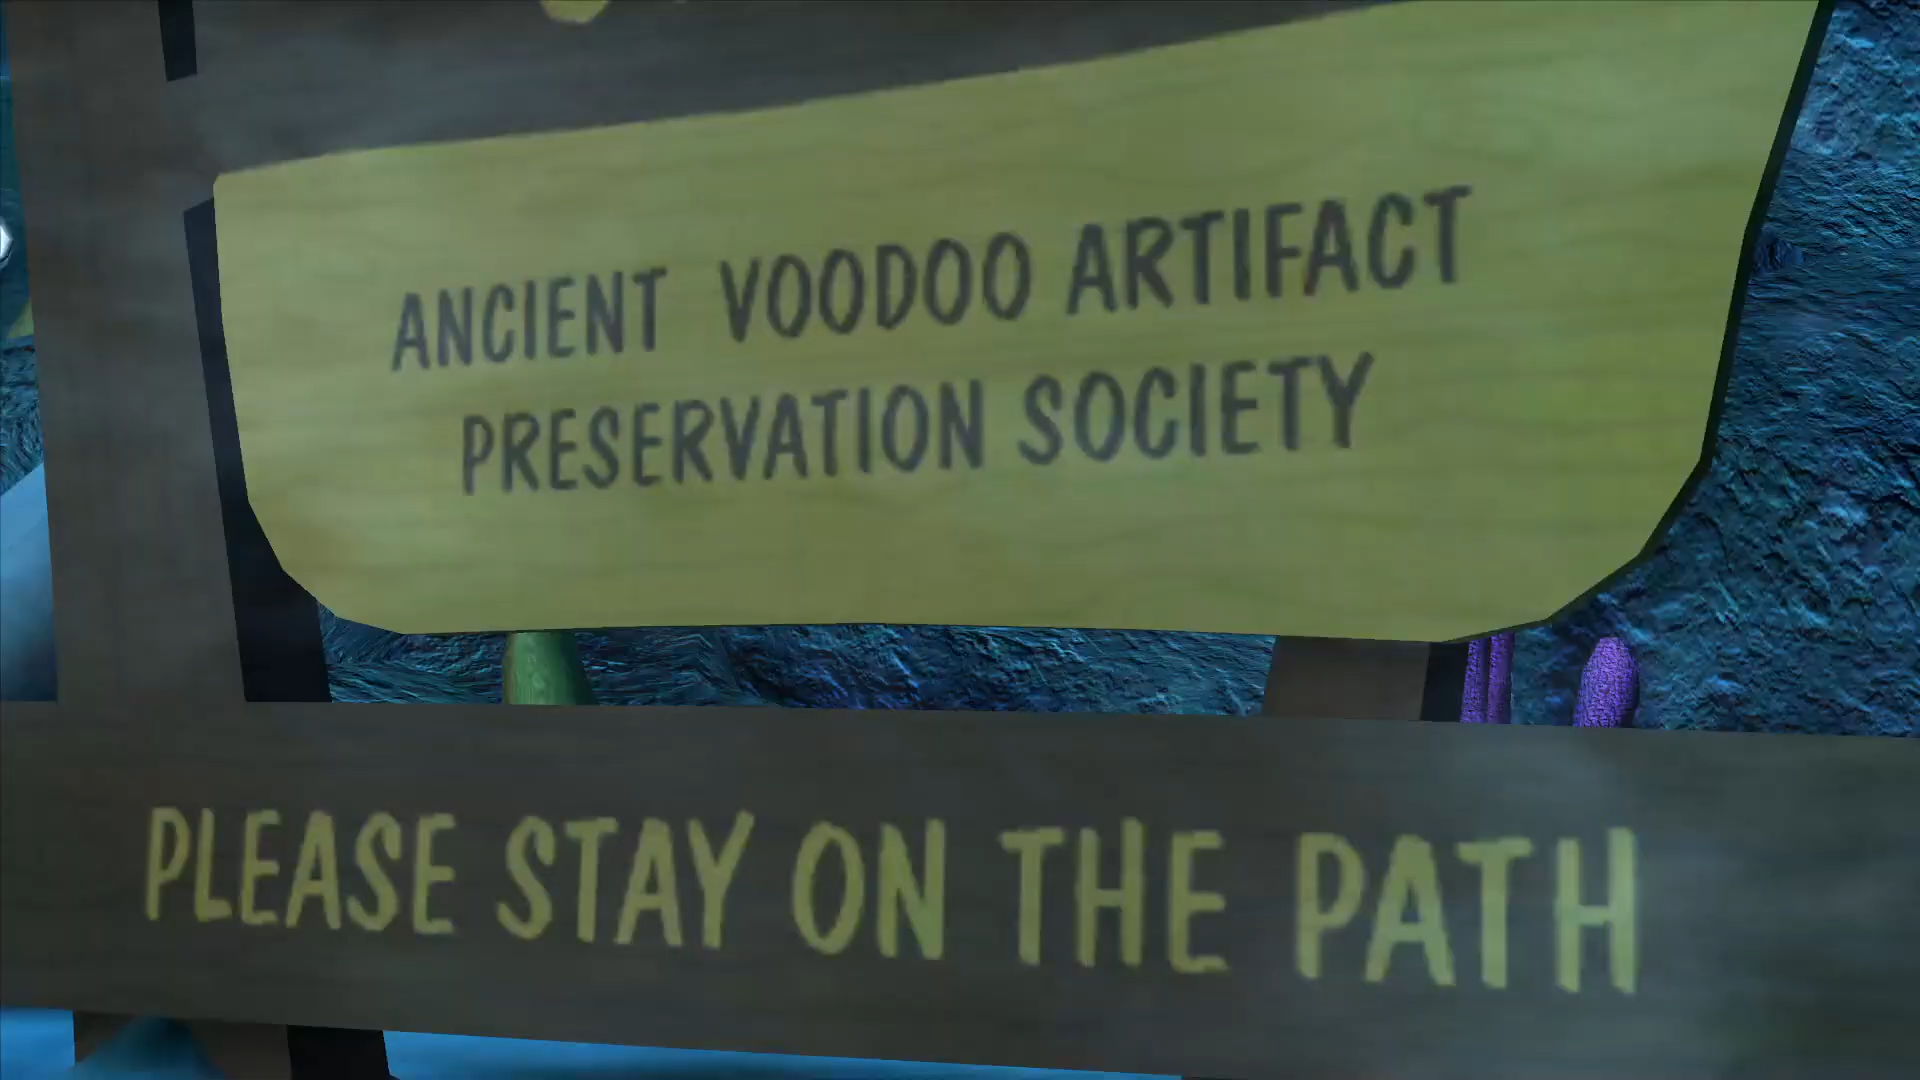 ANCIENT VOODOO ARTIFACT
PRESERVATION SOCIETY
PLEASE STAY ON THE PATH